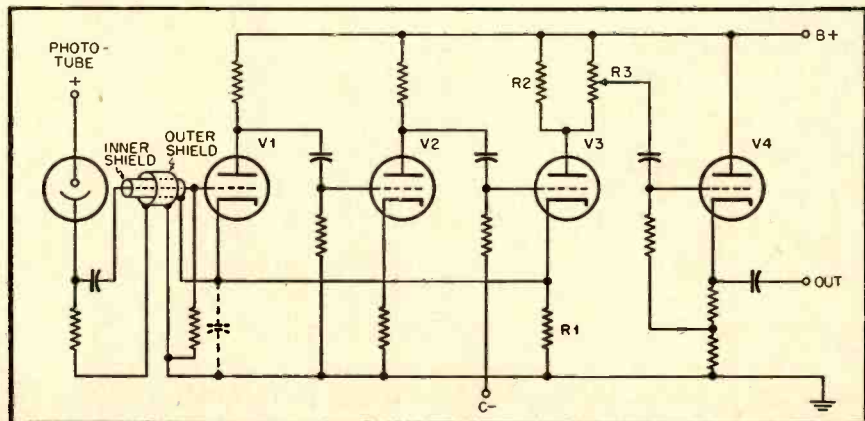 PHOTO-
TUBE
+
INNER
SHIELD
OUTER
SHIELD
V1
V2
R2
R3
V3
V4
B+
OUT
R1
C-